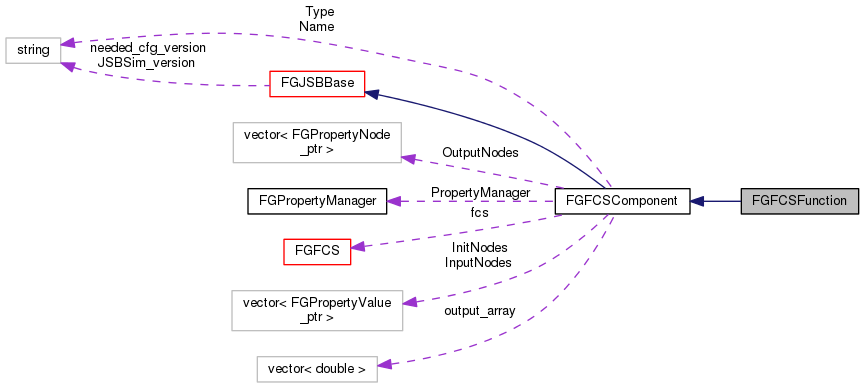 Type
Name
string
needed_cfg_version
JSBSim_version
FGJSBBase
vector< FGPropertyNode
_ptr >
OutputNodes
FGPropertyManager
PropertyManager
FGFCSComponent
FGFCSFunction
fcs
FGFCS
InitNodes
InputNodes
vector< FGPropertyValue
_ptr >
output_array
vector< double >